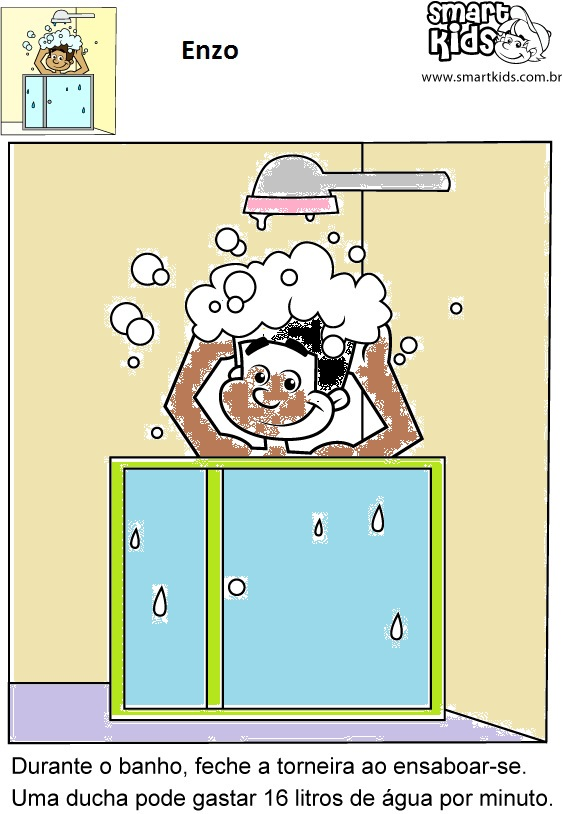 Enzo
smart
kids
www.smartkids.com.br
Durante o banho, feche a torneira ao ensaboar-se.
Uma ducha pode gastar 16 litros de água por minuto.